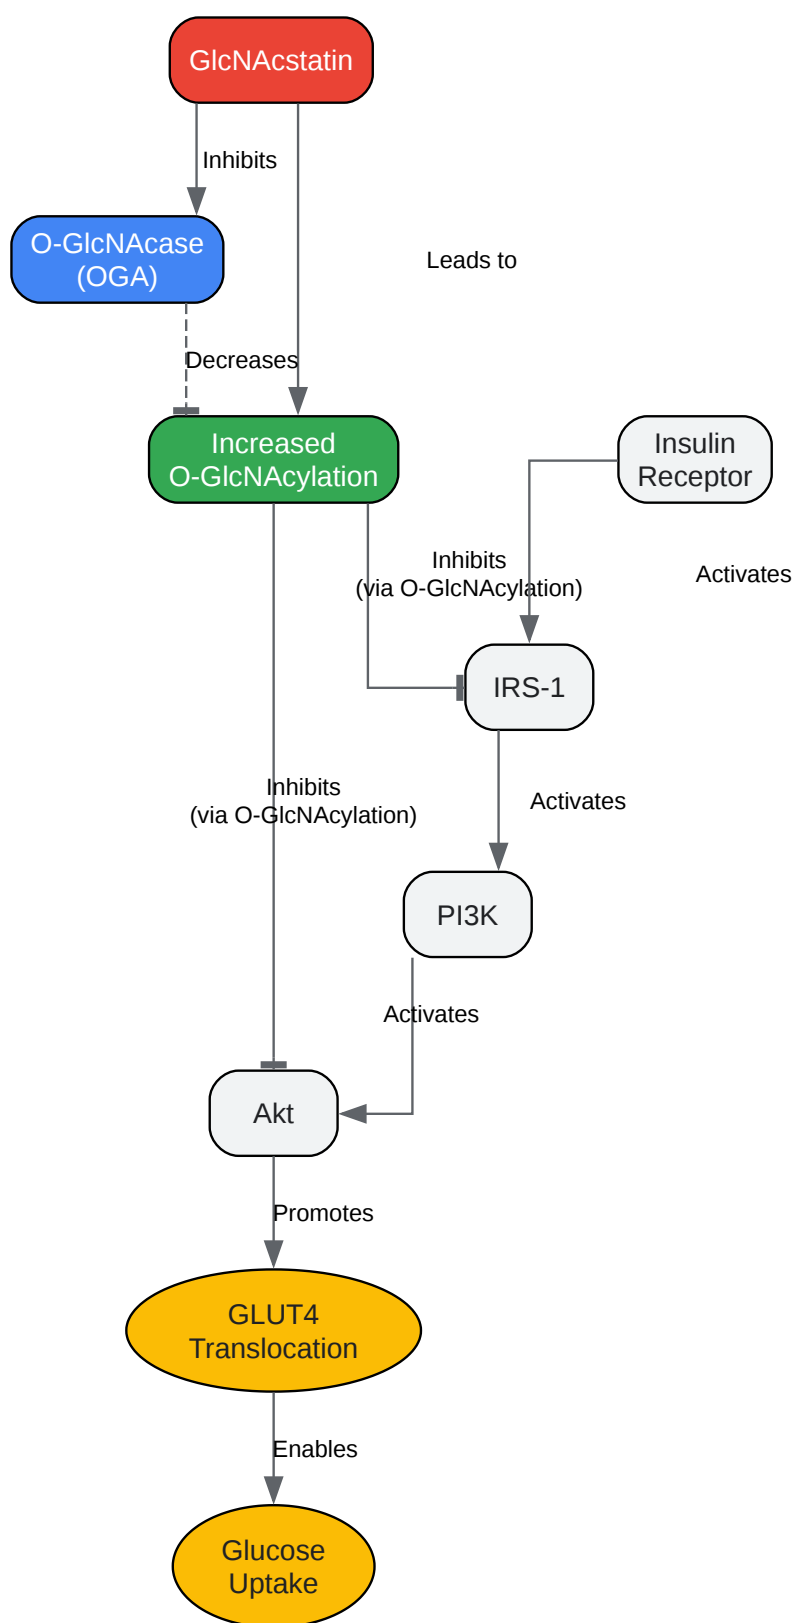 GlcNAcstatin
Inhibits
O-GlcNAcase
(OGA)
Leads to
Decreases
Increased
O-GlcNAcylation
Insulin
Receptor
Inhibits
(via O-GlcNAcylation)
Activates
IRS-1
Inhibits
(via O-GlcNAcylation)
Activates
PI3K
Activates
Akt
Promotes
GLUT4
Translocation
Enables
Glucose
Uptake